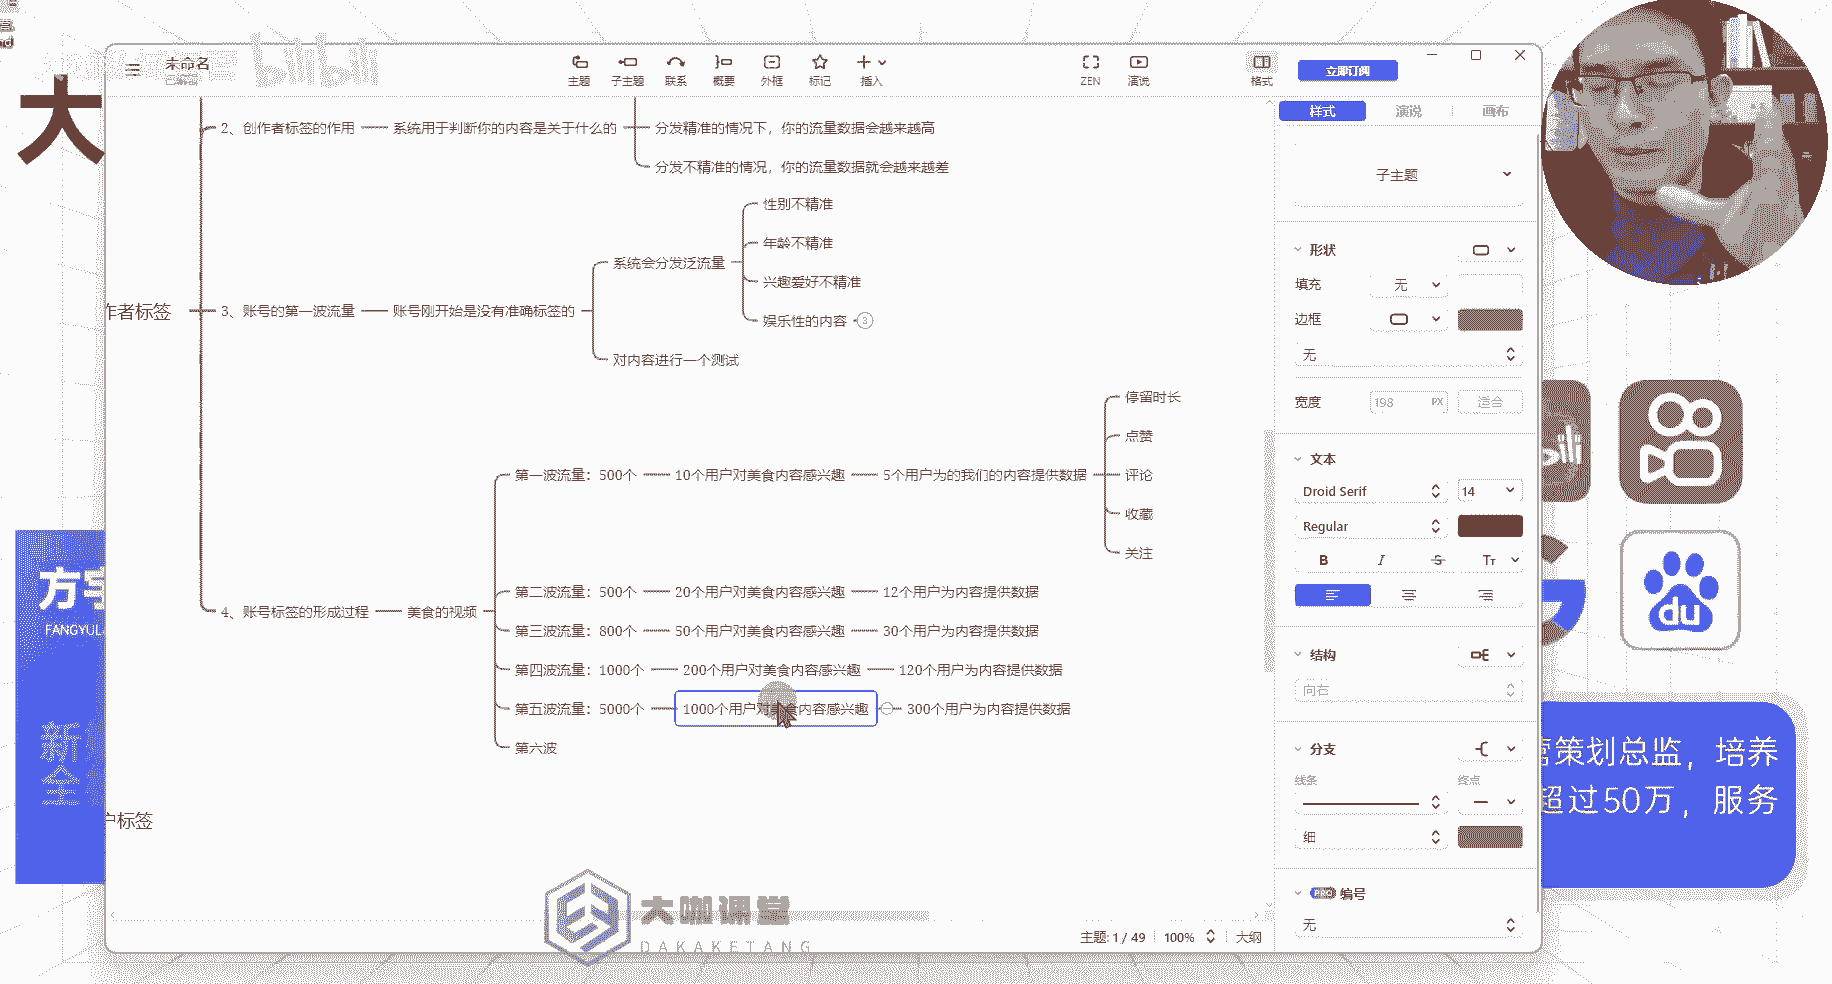 未命名
已编辑
bilibili
主题
子主题
联系
概要
外框
标记
插入
ZEN
演说
格式
立即订阅
大
2、创作者标签的作用
系统用于判断你的内容是关于什么的
分发精准的情况下，你的流量数据会越来越高
分发不精准的情况，你的流量数据就会越来越差
作者标签
3、账号的第一波流量
账号刚开始是没有准确标签的
系统会分发泛流量
性别不精准
年龄不精准
兴趣爱好不精准
娱乐性的内容
3
对内容进行一个测试
4、账号标签的形成过程
美食的视频
第一波流量：500个
10个用户对美食内容感兴趣
5个用户为的我们的内容提供数据
停留时长
点赞
评论
收藏
关注
第二波流量：500个
20个用户对美食内容感兴趣
12个用户为内容提供数据
第三波流量：800个
50个用户对美食内容感兴趣
30个用户为内容提供数据
第四波流量：1000个
200个用户对美食内容感兴趣
120个用户为内容提供数据
第五波流量：5000个
1000个用户对美食内容感兴趣
300个用户为内容提供数据
第六波
户标签
样式
演说
画布
子主题
形状
填充
无
边框
无
宽度
198
PX
适合
文本
Droid Serif
14
Regular
B
I
S
Tт
结构
向右
分支
线条
终点
细
PRO
编号
无
主题: 1 / 49
100%
大纲
大咖课堂
DAKAKETANG
方宇
FANGYUL
新
全
du
营策划总监，培养
超过50万，服务